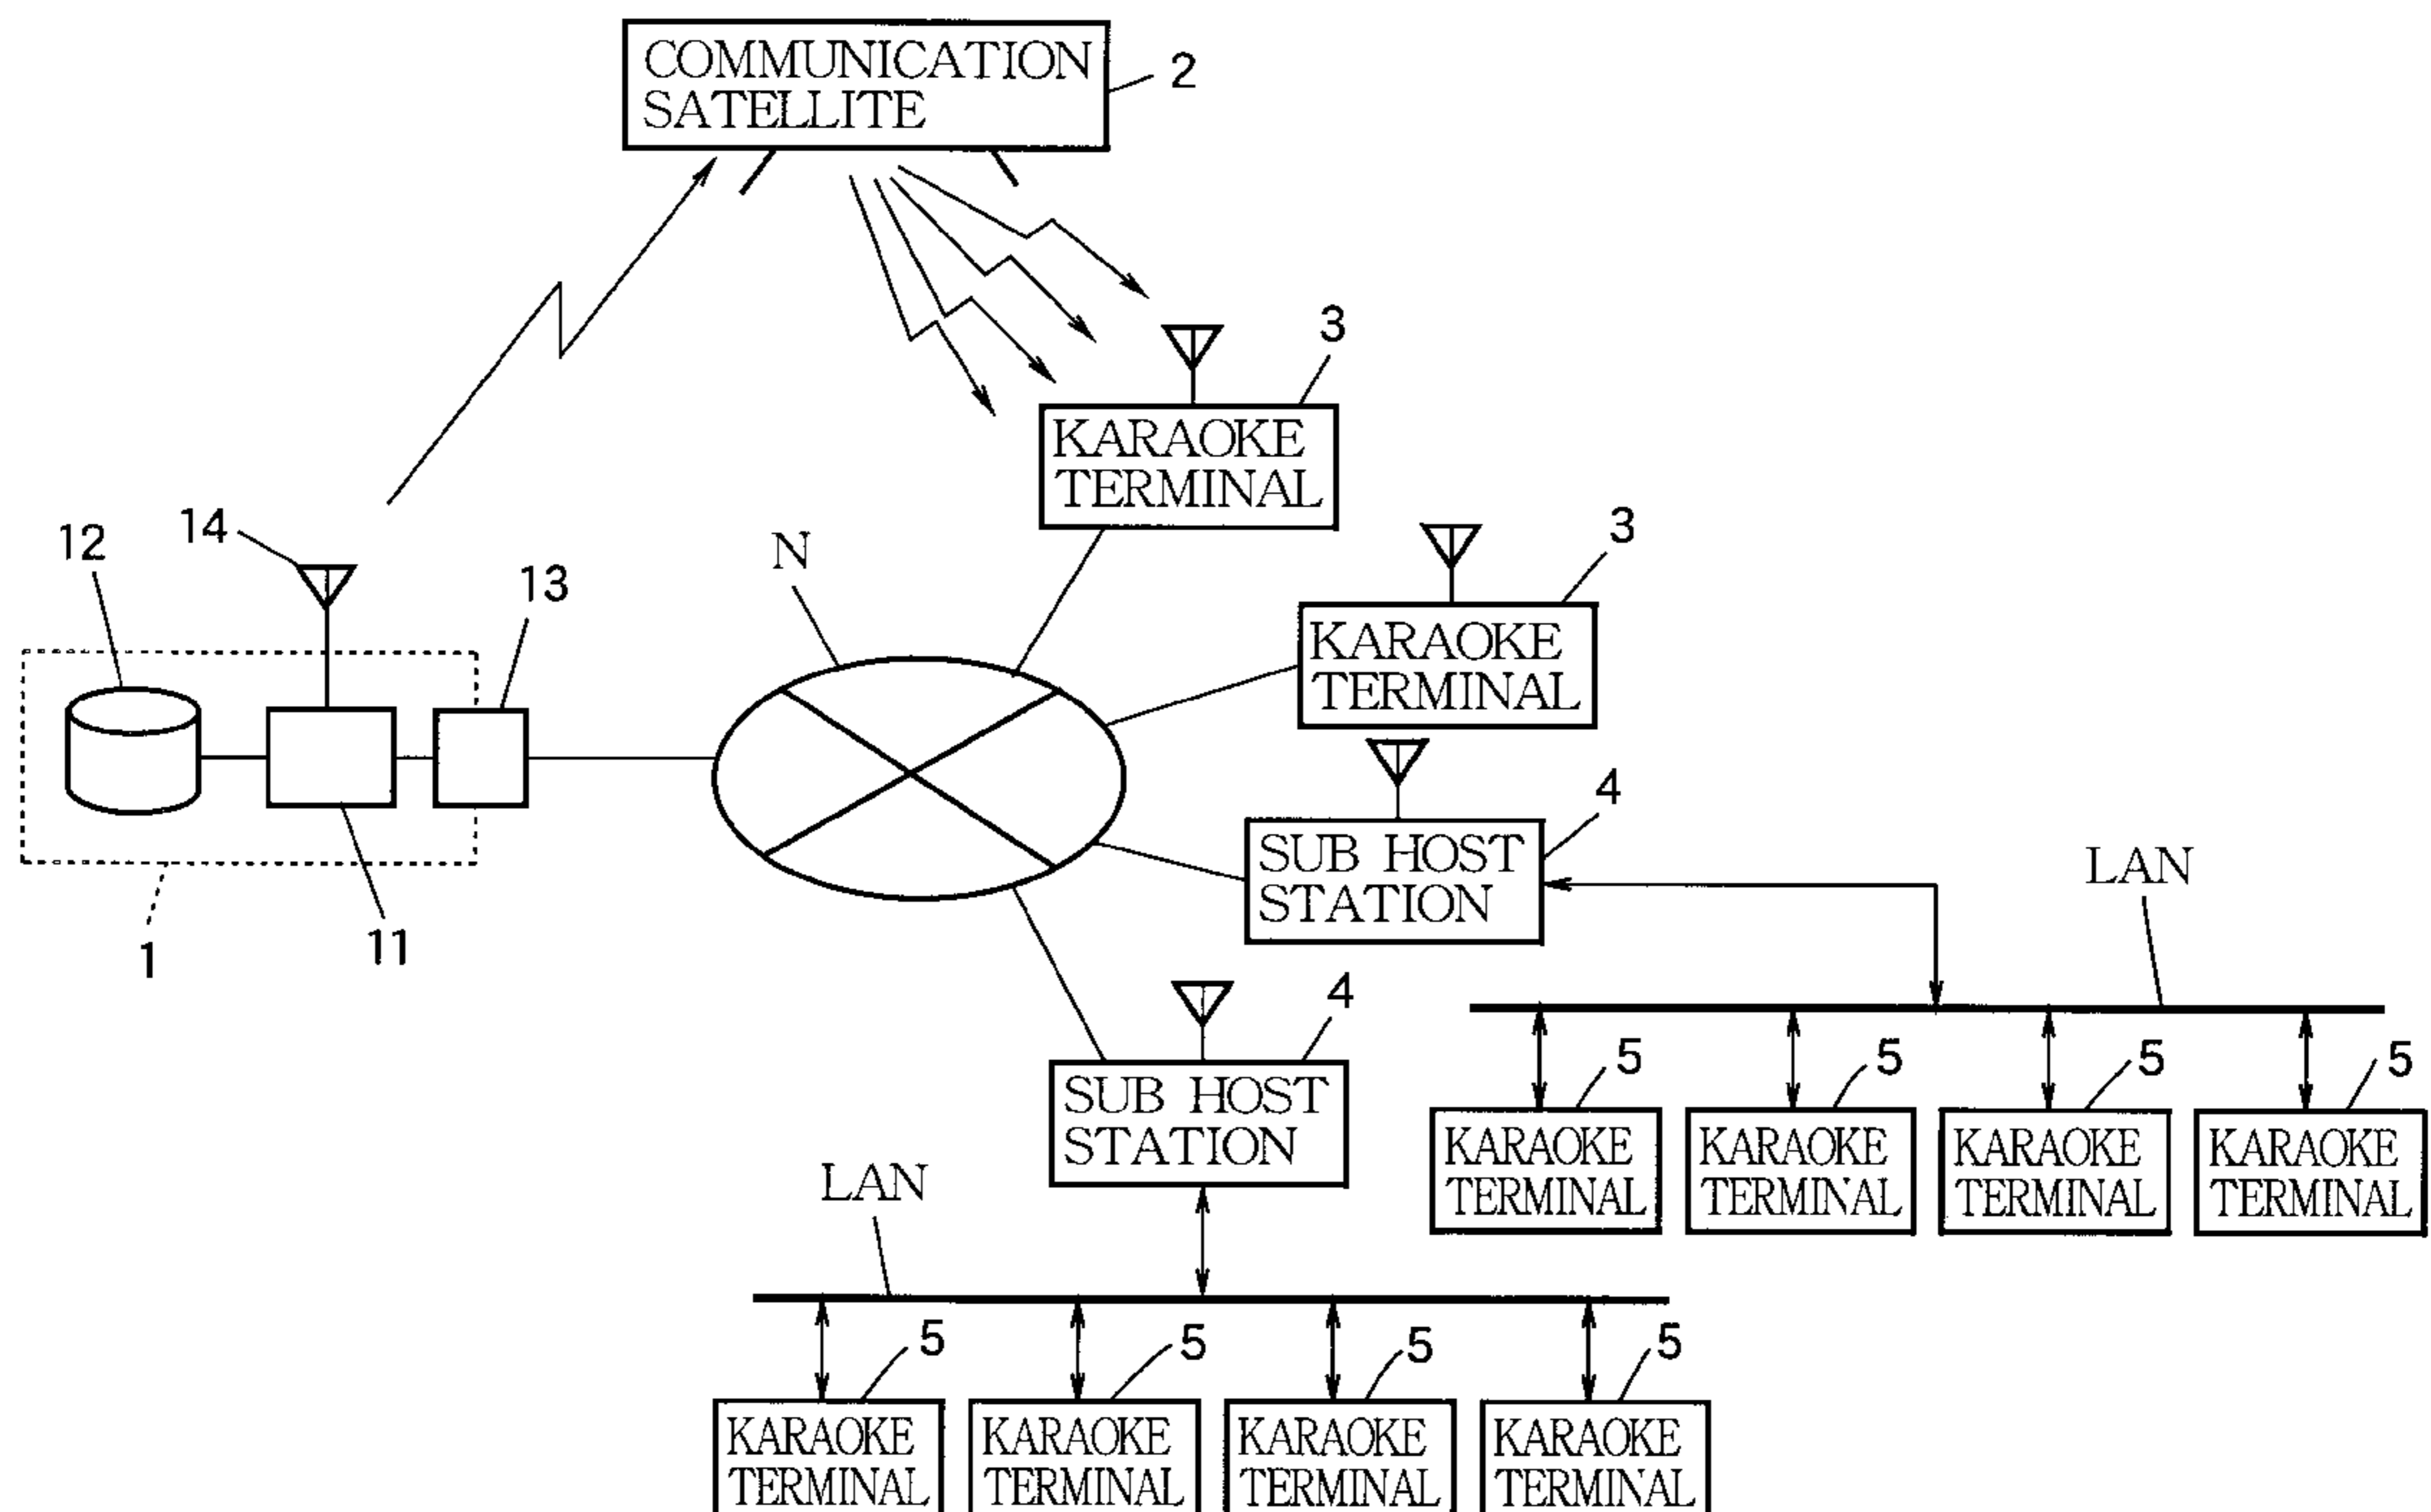 COMMUNICATION
SATELLITE
2
3
KARAOKE
TERMINAL
14
12
13
N
3
KARAOKE
TERMINAL
4
SUB HOST
STATION
LAN
1
11
4
SUB HOST
STATION
5
5
5
5
KARAOKE
TERMINAL
KARAOKE
TERMINAL
KARAOKE
TERMINAL
KARAOKE
TERMINAL
LAN
5
5
5
5
KARAOKE
TERMINAL
KARAOKE
TERMINAL
KARAOKE
TERMINAL
KARAOKE
TERMINAL